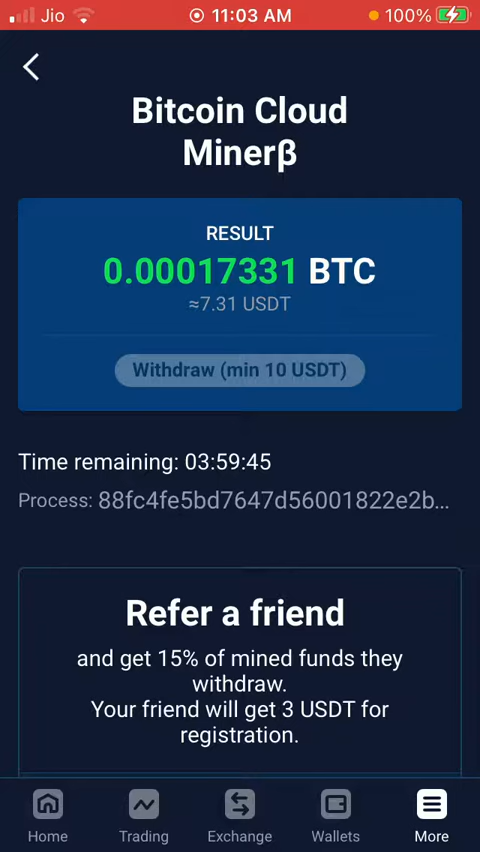 Jio 11:03 AM 100%
Bitcoin Cloud
Minerβ
RESULT
0.00017331 BTC
≈7.31 USDT
Withdraw (min 10 USDT)
Time remaining: 03:59:45
Process: 88fc4fe5bd7647d56001822e2b...
Refer a friend
and get 15% of mined funds they
withdraw.
Your friend will get 3 USDT for
registration.
Home Trading Exchange Wallets More